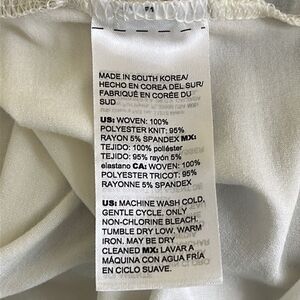 MADE IN SOUTH KOREA/
HECHO EN COREA DEL SUR/
FABRIQUÉ EN CORÉE DU
SUD
US: WOVEN: 100%
POLYESTER KNIT: 95%
RAYON 5% SPANDEX MX:
TEJIDO: 100% poliéster
TEJIDO: 95% rayón 5%
elastano CA: WOVEN: 100%
POLYESTER TRICOT: 95%
RAYONNE 5% SPANDEX
US: MACHINE WASH COLD,
GENTLE CYCLE. ONLY
NON-CHLORINE BLEACH.
TUMBLE DRY LOW. WARM
IRON. MAY BE DRY
CLEANED MX: LAVAR A
MÁQUINA CON AGUA FRÍA
EN CICLO SUAVE.